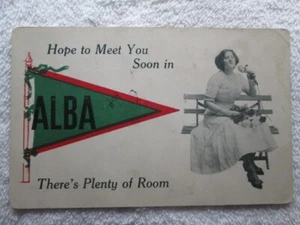 Hope to Meet You
Soon in
ALBA
There's Plenty of Room